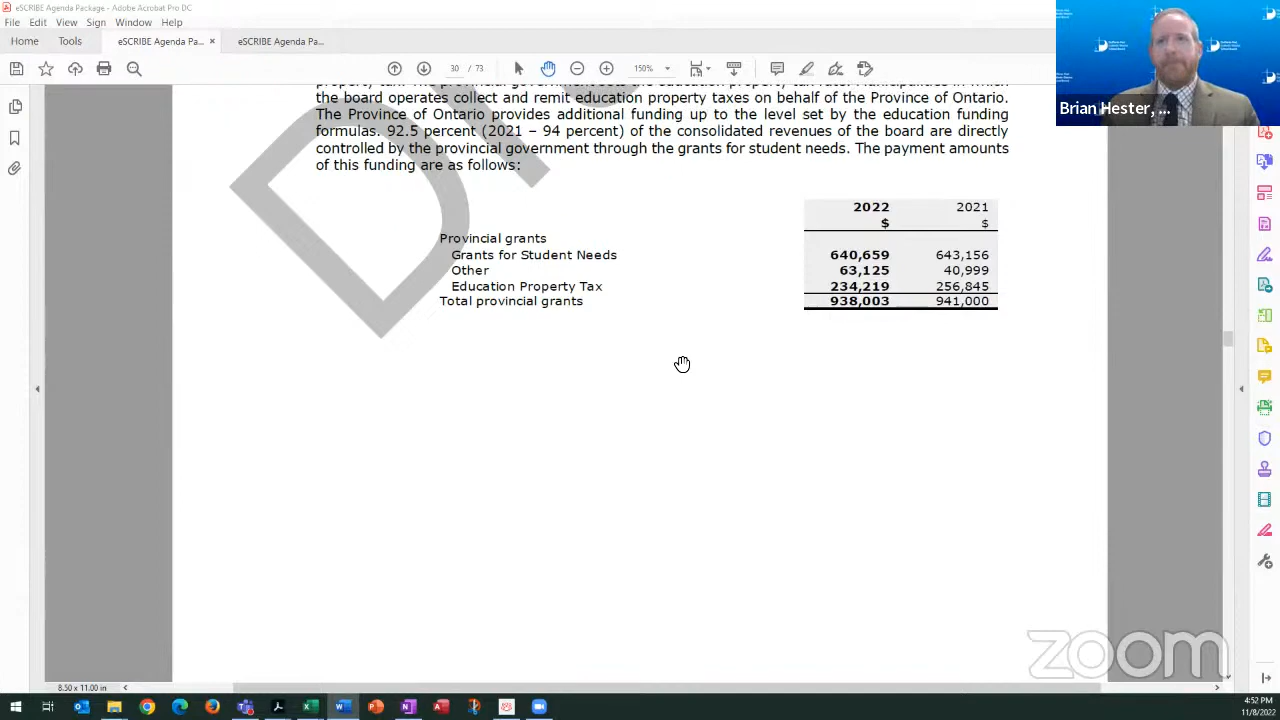 eSCRIBE Agenda Package - Adobe Acrobat Pro DC
File Edit View Sign Window Help
Home Tools eSCRIBE Agenda Pa... × eSCRIBE Agenda Pa...
30 / 73 150%
the board operates collect and remit education property taxes on behalf of the Province of Ontario.
The Province of Ontario provides additional funding up to the level set by the education funding
formulas. 92.5 percent (2021 – 94 percent) of the consolidated revenues of the board are directly
controlled by the provincial government through the grants for student needs. The payment amounts
of this funding are as follows:
2022 2021
$ $
Provincial grants
Grants for Student Needs 640,659 643,156
Other 63,125 40,999
Education Property Tax 234,219 256,845
Total provincial grants 938,003 941,000
Brian Hester, ...
zoom
8.50 x 11.00 in
4:52 PM
11/8/2022